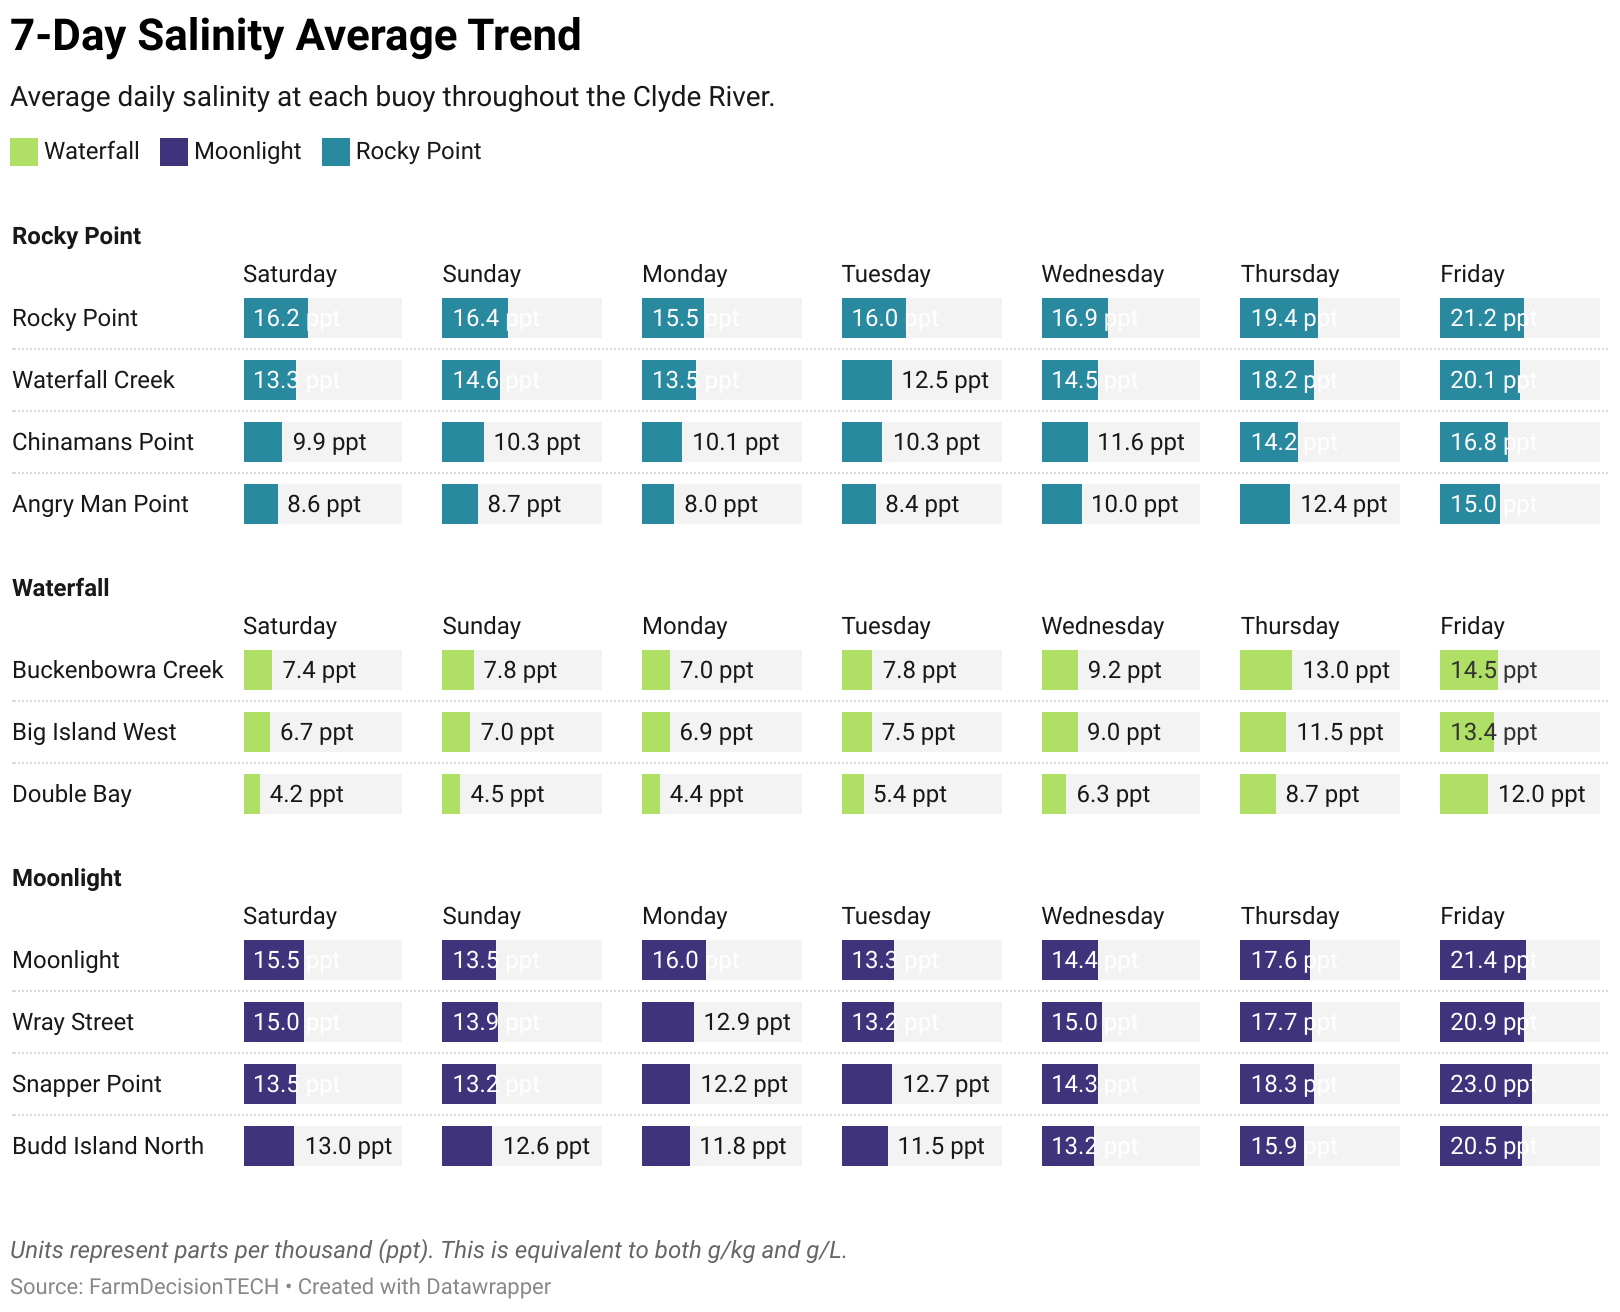 7-Day Salinity Average Trend
Average daily salinity at each buoy throughout the Clyde River.
Waterfall Moonlight Rocky Point
Rocky Point
Saturday Sunday Monday Tuesday Wednesday Thursday Friday
Rocky Point 16.2 ppt 16.4 ppt 15.5 ppt 16.0 ppt 16.9 ppt 19.4 ppt 21.2 ppt
Waterfall Creek 13.3 ppt 14.6 ppt 13.5 ppt 12.5 ppt 14.5 ppt 18.2 ppt 20.1 ppt
Chinamans Point 9.9 ppt 10.3 ppt 10.1 ppt 10.3 ppt 11.6 ppt 14.2 ppt 16.8 ppt
Angry Man Point 8.6 ppt 8.7 ppt 8.0 ppt 8.4 ppt 10.0 ppt 12.4 ppt 15.0 ppt
Waterfall
Saturday Sunday Monday Tuesday Wednesday Thursday Friday
Buckenbowra Creek 7.4 ppt 7.8 ppt 7.0 ppt 7.8 ppt 9.2 ppt 13.0 ppt 14.5 ppt
Big Island West 6.7 ppt 7.0 ppt 6.9 ppt 7.5 ppt 9.0 ppt 11.5 ppt 13.4 ppt
Double Bay 4.2 ppt 4.5 ppt 4.4 ppt 5.4 ppt 6.3 ppt 8.7 ppt 12.0 ppt
Moonlight
Saturday Sunday Monday Tuesday Wednesday Thursday Friday
Moonlight 15.5 ppt 13.5 ppt 16.0 ppt 13.3 ppt 14.4 ppt 17.6 ppt 21.4 ppt
Wray Street 15.0 ppt 13.9 ppt 12.9 ppt 13.2 ppt 15.0 ppt 17.7 ppt 20.9 ppt
Snapper Point 13.5 ppt 13.2 ppt 12.2 ppt 12.7 ppt 14.3 ppt 18.3 ppt 23.0 ppt
Budd Island North 13.0 ppt 12.6 ppt 11.8 ppt 11.5 ppt 13.2 ppt 15.9 ppt 20.5 ppt
Units represent parts per thousand (ppt). This is equivalent to both g/kg and g/L.
Source: FarmDecisionTECH • Created with Datawrapper